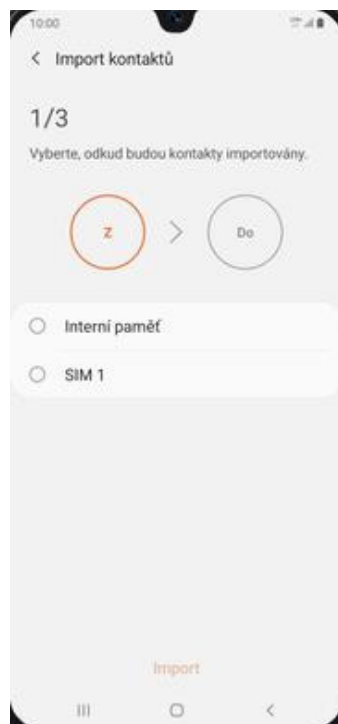 10:00
Import kontaktů
1/3
Vyberte, odkud budou kontakty importovány.
Z
Do
Interní paměť
SIM 1
Import